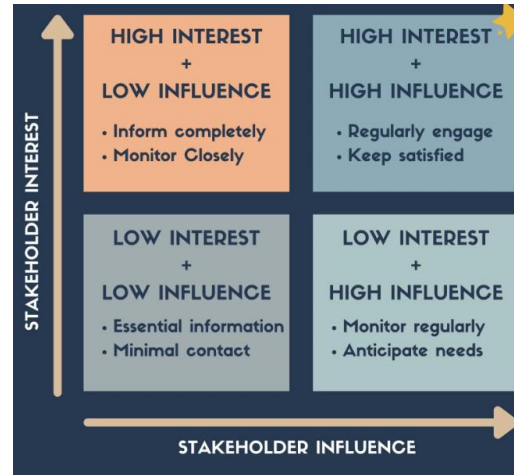 HIGH INTEREST
+
LOW INFLUENCE
• Inform completely
• Monitor Closely
HIGH INTEREST
+
HIGH INFLUENCE
• Regularly engage
• Keep satisfied
LOW INTEREST
+
LOW INFLUENCE
• Essential information
• Minimal contact
LOW INTEREST
+
HIGH INFLUENCE
• Monitor regularly
• Anticipate needs
STAKEHOLDER INTEREST
STAKEHOLDER INFLUENCE